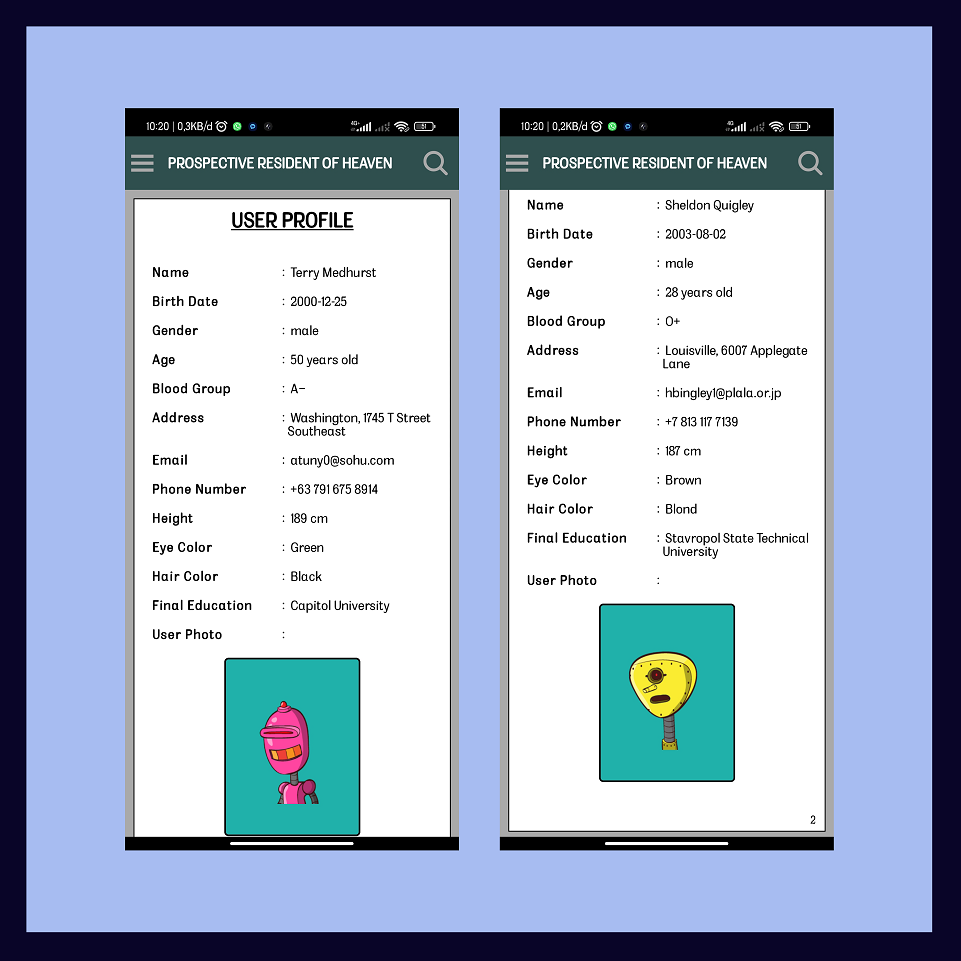 10:20 | 0,3KB/d
4G+
51
PROSPECTIVE RESIDENT OF HEAVEN
USER PROFILE
Name : Terry Medhurst
Birth Date : 2000-12-25
Gender : male
Age : 50 years old
Blood Group : A−
Address : Washington, 1745 T Street
Southeast
Email : atuny0@sohu.com
Phone Number : +63 791 675 8914
Height : 189 cm
Eye Color : Green
Hair Color : Black
Final Education : Capitol University
User Photo :
10:20 | 0,2KB/d
4G
51
PROSPECTIVE RESIDENT OF HEAVEN
Name : Sheldon Quigley
Birth Date : 2003-08-02
Gender : male
Age : 28 years old
Blood Group : O+
Address : Louisville, 6007 Applegate
Lane
Email : hbingley1@plala.or.jp
Phone Number : +7 813 117 7139
Height : 187 cm
Eye Color : Brown
Hair Color : Blond
Final Education : Stavropol State Technical
University
User Photo :
2